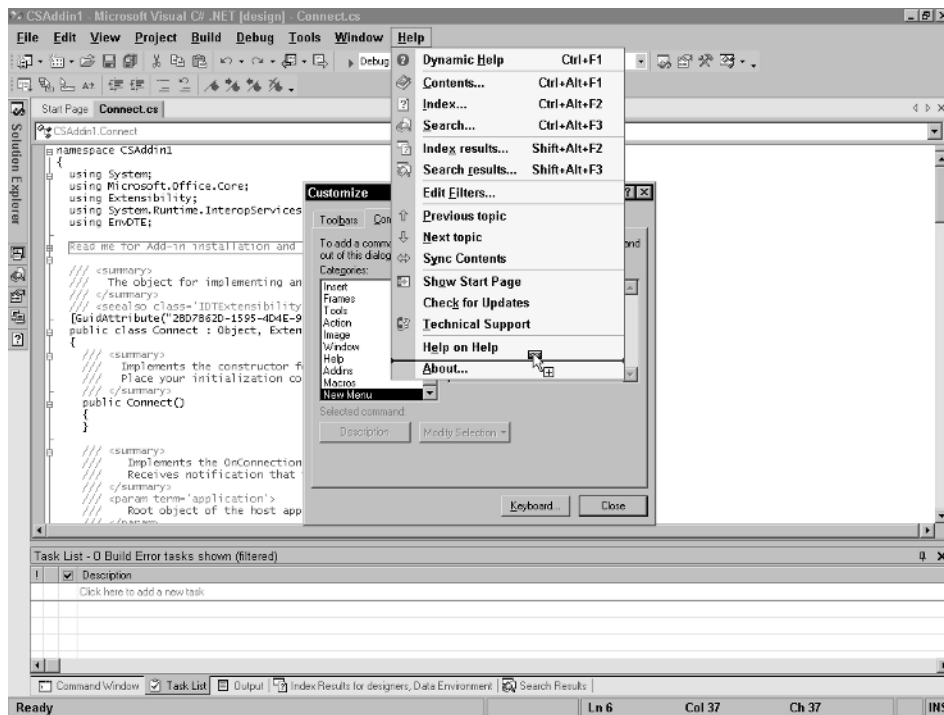 CSAddin1 - Microsoft Visual C# .NET [design] - Connect.cs
File Edit View Project Build Debug Tools Window Help
Debug
Start Page Connect.cs
Solution Explorer
CSAddin1.Connect
namespace CSAddin1
{
using System;
using Microsoft.Office.Core;
using Extensibility;
using System.Runtime.InteropServices
using EnvDTE;
Read me for Add-in installation and
/// <summary>
/// The object for implementing an
/// </summary>
/// <seealso class='IDTExtensibility
[GuidAttribute("2BD7862D-1595-4D4E-9
public class Connect : Object, Exten
{
/// <summary>
/// Implements the constructor f
/// Place your initialization co
/// </summary>
public Connect()
{
}
/// <summary>
/// Implements the OnConnection
/// Receives notification that
/// </summary>
/// <param term='application'>
/// Root object of the host app
/// </param>
Dynamic Help Ctrl+F1
Contents... Ctrl+Alt+F1
Index... Ctrl+Alt+F2
Search... Ctrl+Alt+F3
Index results... Shift+Alt+F2
Search results... Shift+Alt+F3
Edit Filters...
Previous topic
Next topic
Sync Contents
Show Start Page
Check for Updates
Technical Support
Help on Help
About...
Customize
Toolbars Con
To add a comma nd
out of this dialog
Categories:
Insert
Frames
Tools
Action
Image
Window
Help
Addins
Macros
New Menu
Selected command:
Description Modify Selection
Keyboard... Close
Task List - 0 Build Error tasks shown (filtered)
! Description
Click here to add a new task
Command Window Task List Output Index Results for designers, Data Environment Search Results
Ready Ln 6 Col 37 Ch 37 INS